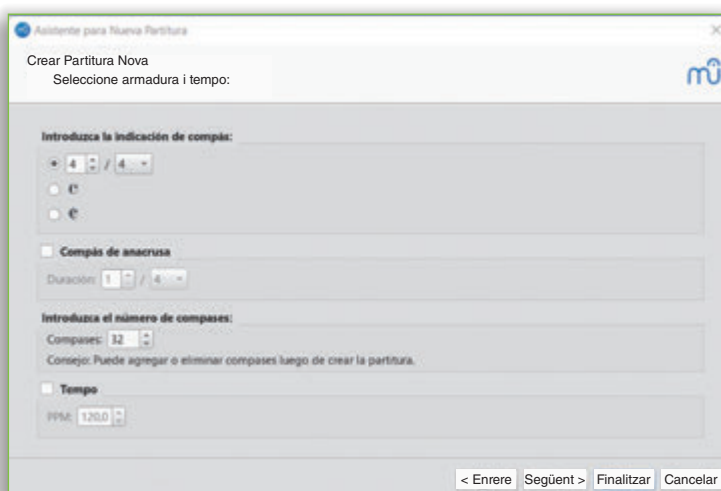 Asistente para Nueva Partitura
Crear Partitura Nova
Seleccione armadura i tempo:
mu
Introduzca la indicación de compás:
4 / 4
c
Compás de anacrusa
Duración: 1 / 4
Introduzca el número de compases:
Compases: 32
Consejo: Puede agregar o eliminar compases luego de crear la partitura.
Tempo
PPM: 120,0
< Enrere Següent > Finalitzar Cancelar